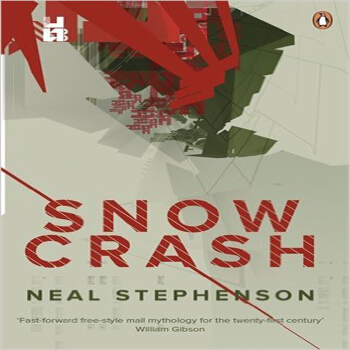 SNOW
CRASH
NEAL STEPHENSON
'Fast-forward free-style mall mythology for the twenty-first century'
William Gibson